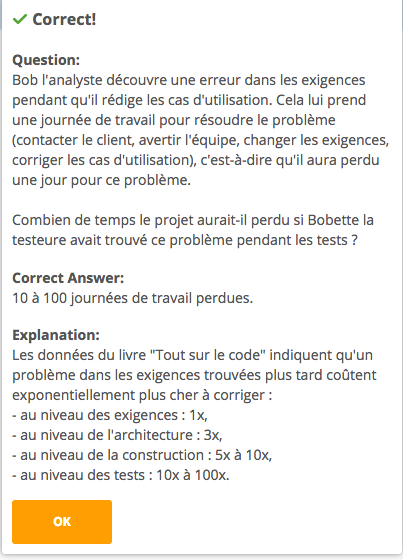 Correct!
Question:
Bob l'analyste découvre une erreur dans les exigences
pendant qu'il rédige les cas d'utilisation. Cela lui prend
une journée de travail pour résoudre le problème
(contacter le client, avertir l'équipe, changer les exigences,
corriger les cas d'utilisation), c'est-à-dire qu'il aura perdu
une jour pour ce problème.
Combien de temps le projet aurait-il perdu si Bobette la
testeure avait trouvé ce problème pendant les tests ?
Correct Answer:
10 à 100 journées de travail perdues.
Explanation:
Les données du livre "Tout sur le code" indiquent qu'un
problème dans les exigences trouvées plus tard coûtent
exponentiellement plus cher à corriger :
- au niveau des exigences : 1x,
- au niveau de l'architecture : 3x,
- au niveau de la construction : 5x à 10x,
- au niveau des tests : 10x à 100x.
OK